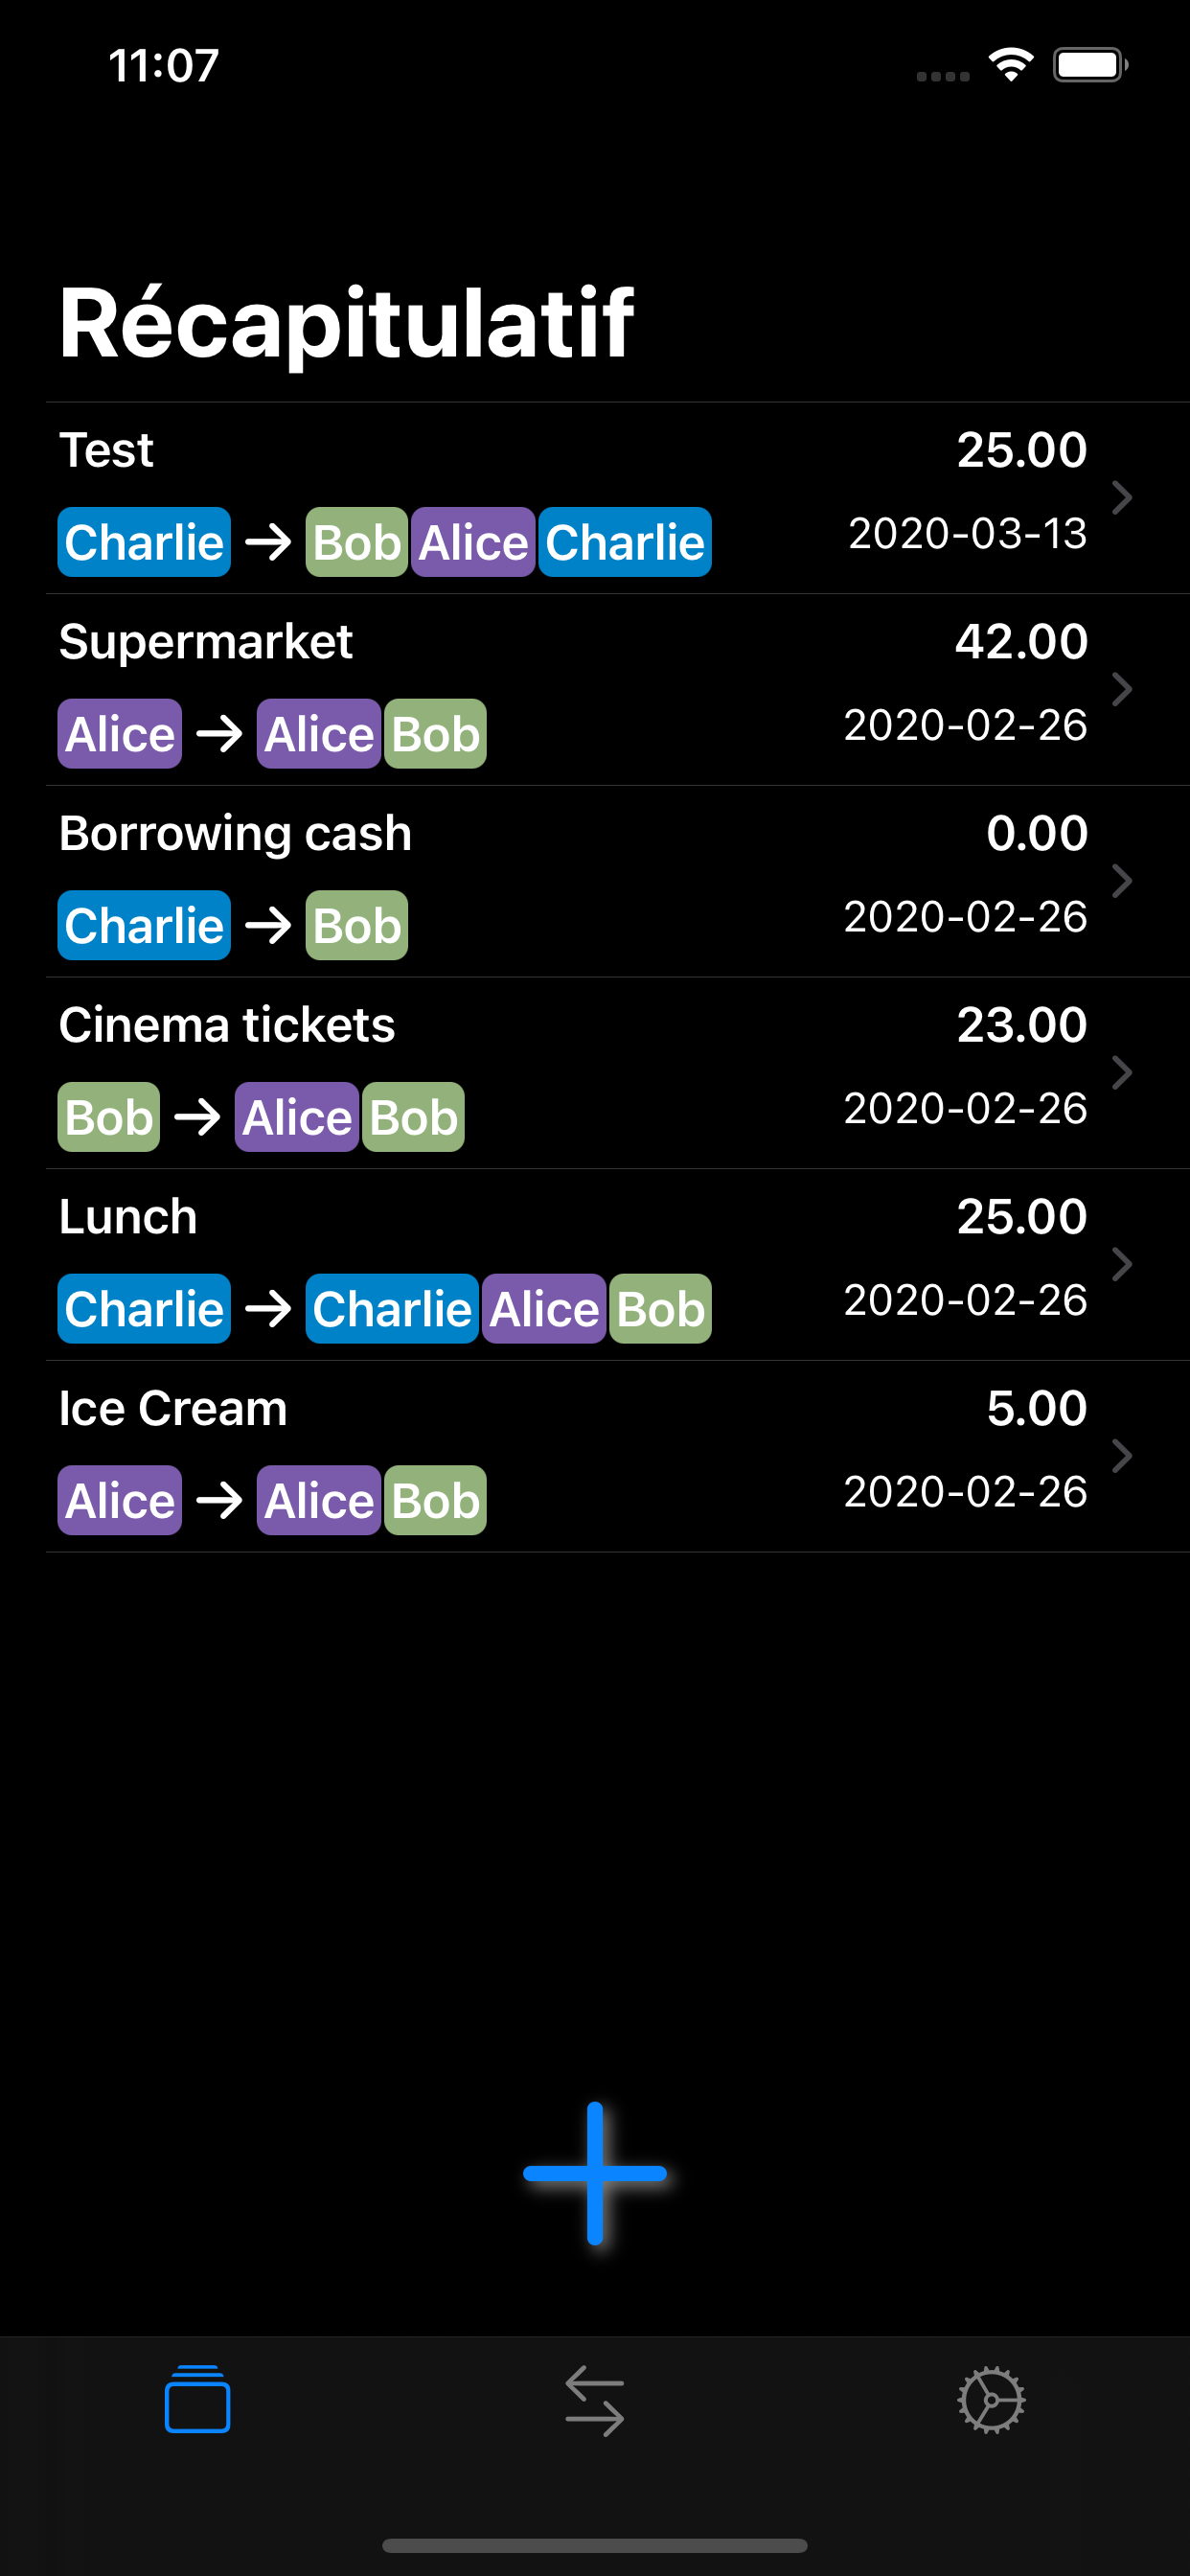 11:07
Récapitulatif
Test 25.00
Charlie → Bob Alice Charlie 2020-03-13
Supermarket 42.00
Alice → Alice Bob 2020-02-26
Borrowing cash 0.00
Charlie → Bob 2020-02-26
Cinema tickets 23.00
Bob → Alice Bob 2020-02-26
Lunch 25.00
Charlie → Charlie Alice Bob 2020-02-26
Ice Cream 5.00
Alice → Alice Bob 2020-02-26